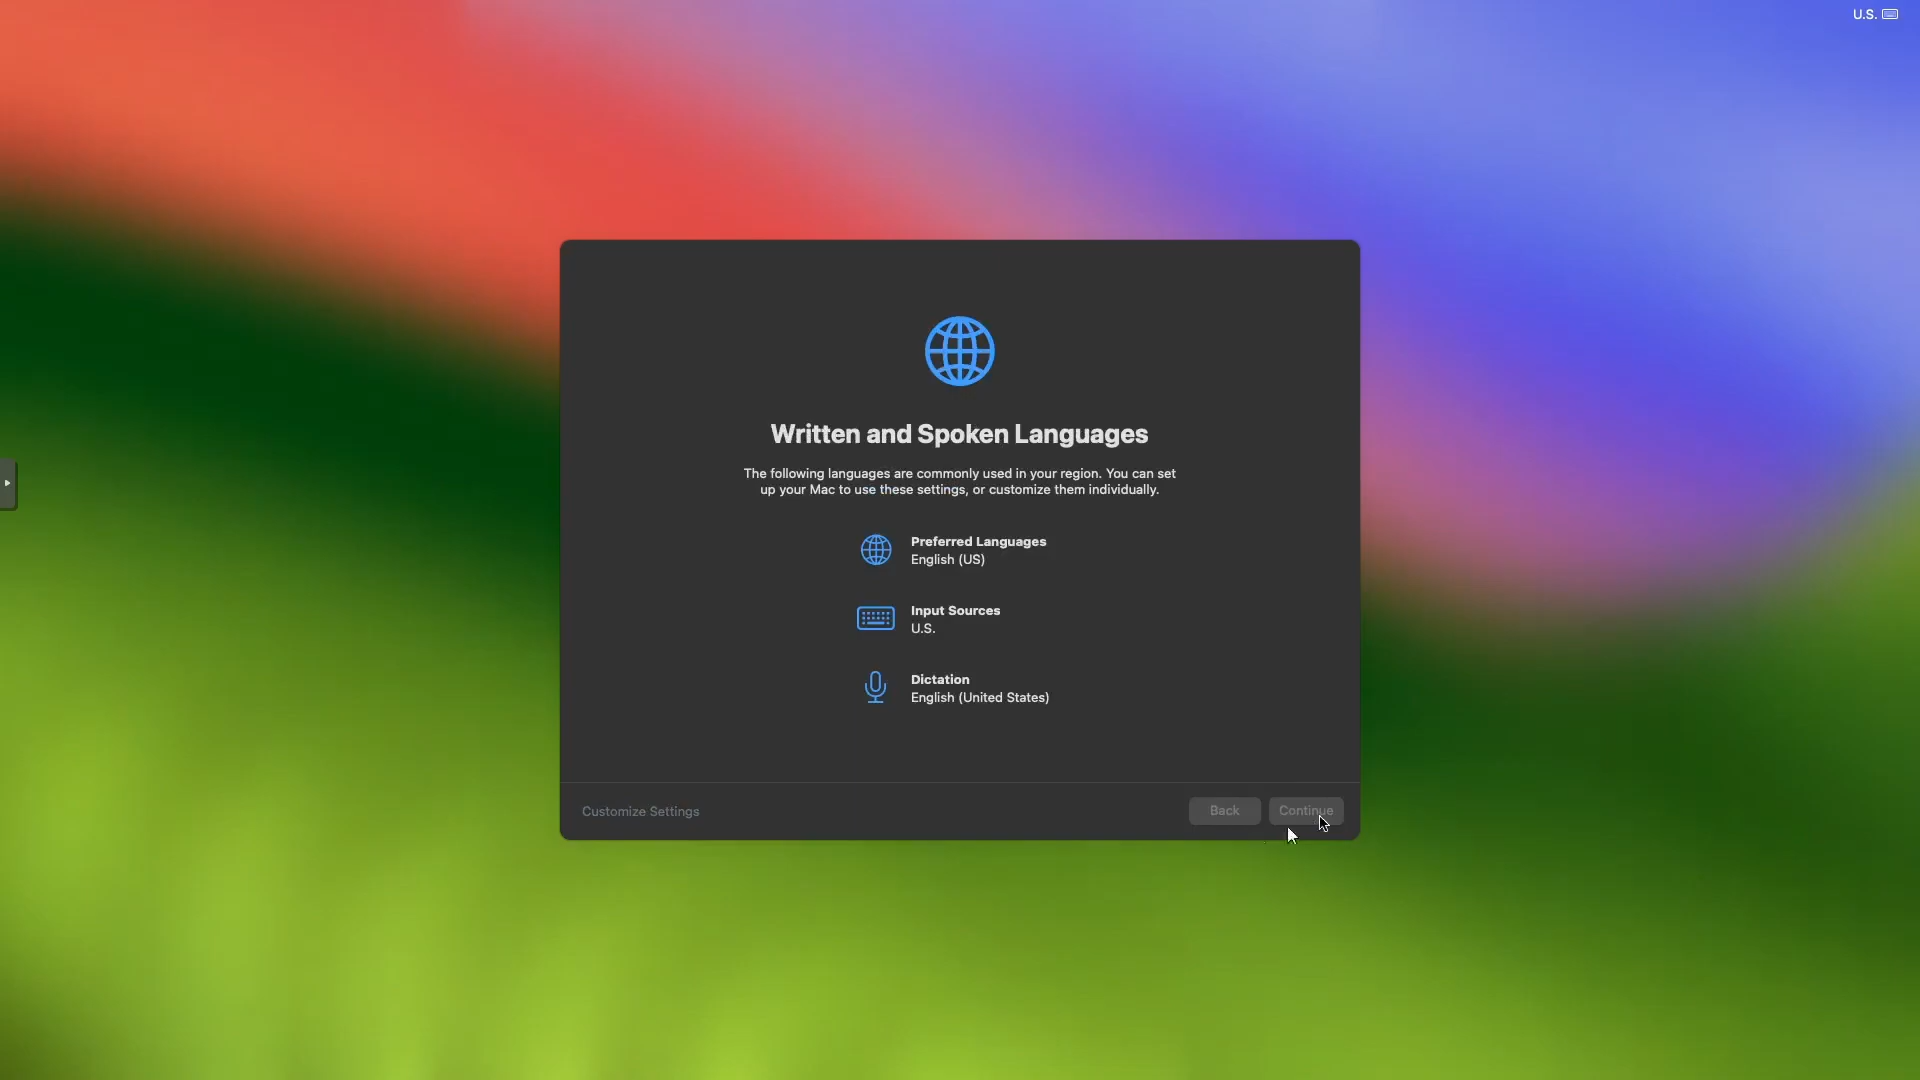 U.S.
Written and Spoken Languages
The following languages are commonly used in your region. You can set
up your Mac to use these settings, or customize them individually.
Preferred Languages
English (US)
Input Sources
U.S.
Dictation
English (United States)
Customize Settings
Back
Continue